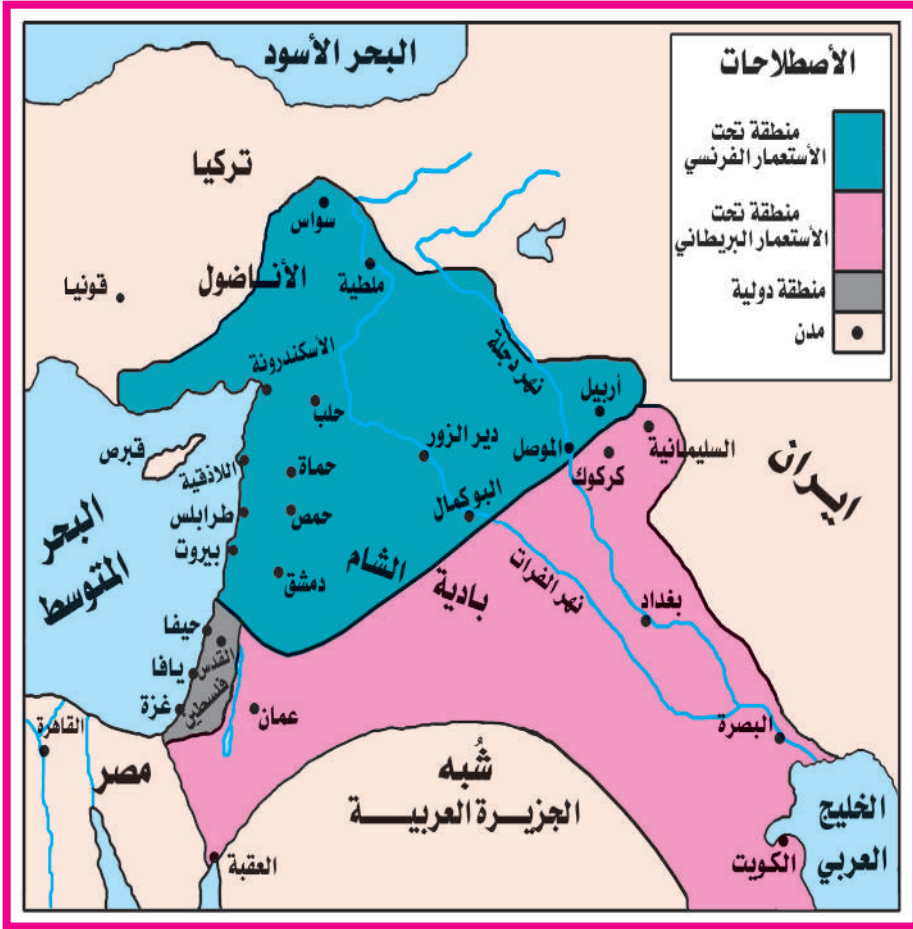 البحر الأسود
الأصطلاحات
منطقة تحت
الأستعمار الفرنسي
منطقة تحت
الأستعمار البريطاني
منطقة دولية
مدن
تركيا
سواس
الأنــاضول
ملطية
قونيا
الأسكندرونة
نهر دجلة
أربيل
حلب
السليمانية
دير الزور
الموصل
كركوك
ايران
قبرص
اللاذقية
حماة
البوكمال
طرابلس
حمص
البحر
المتوسط
بيروت
دمشق
بادية الشام
نهر الفرات
بغداد
حيفا
القدس
يافا
فلسطين
غزة
عمان
البصرة
القاهرة
مصر
شُبه
الجزيــرة العربيــــــة
الخليج
العربي
الكويت
العقبة